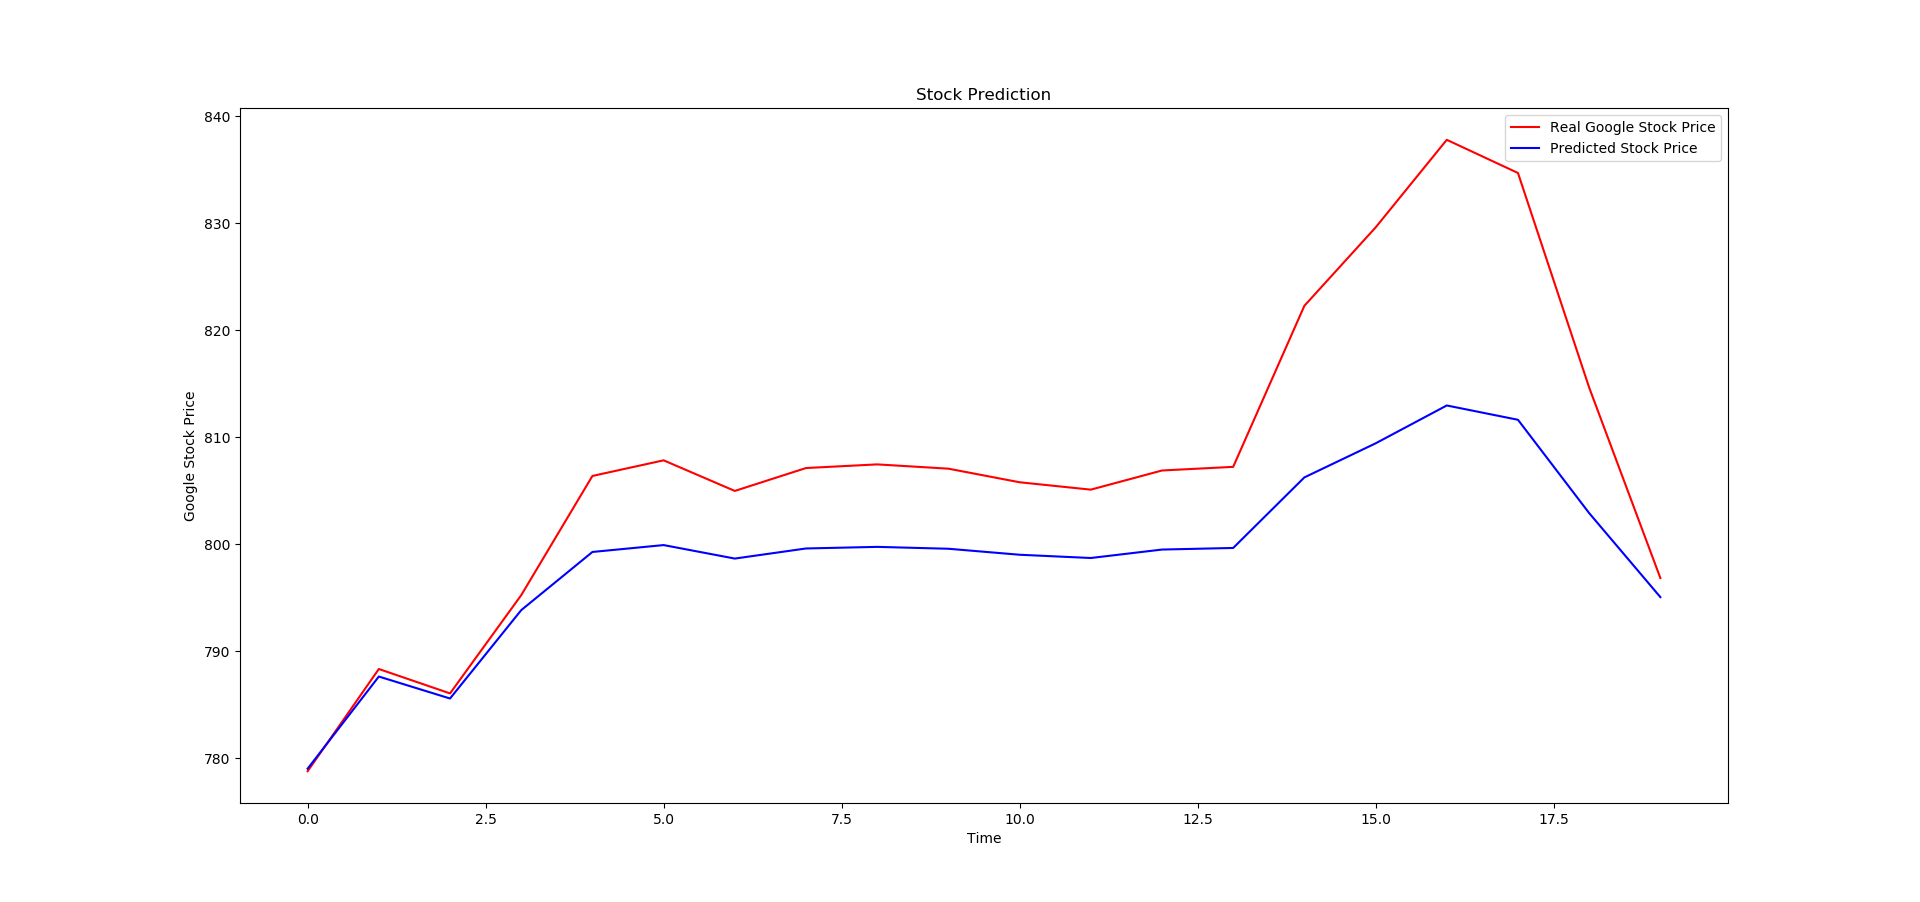 Stock Prediction
Real Google Stock Price
Predicted Stock Price
840
830
820
810
800
790
780
Google Stock Price
0.0 2.5 5.0 7.5 10.0 12.5 15.0 17.5
Time